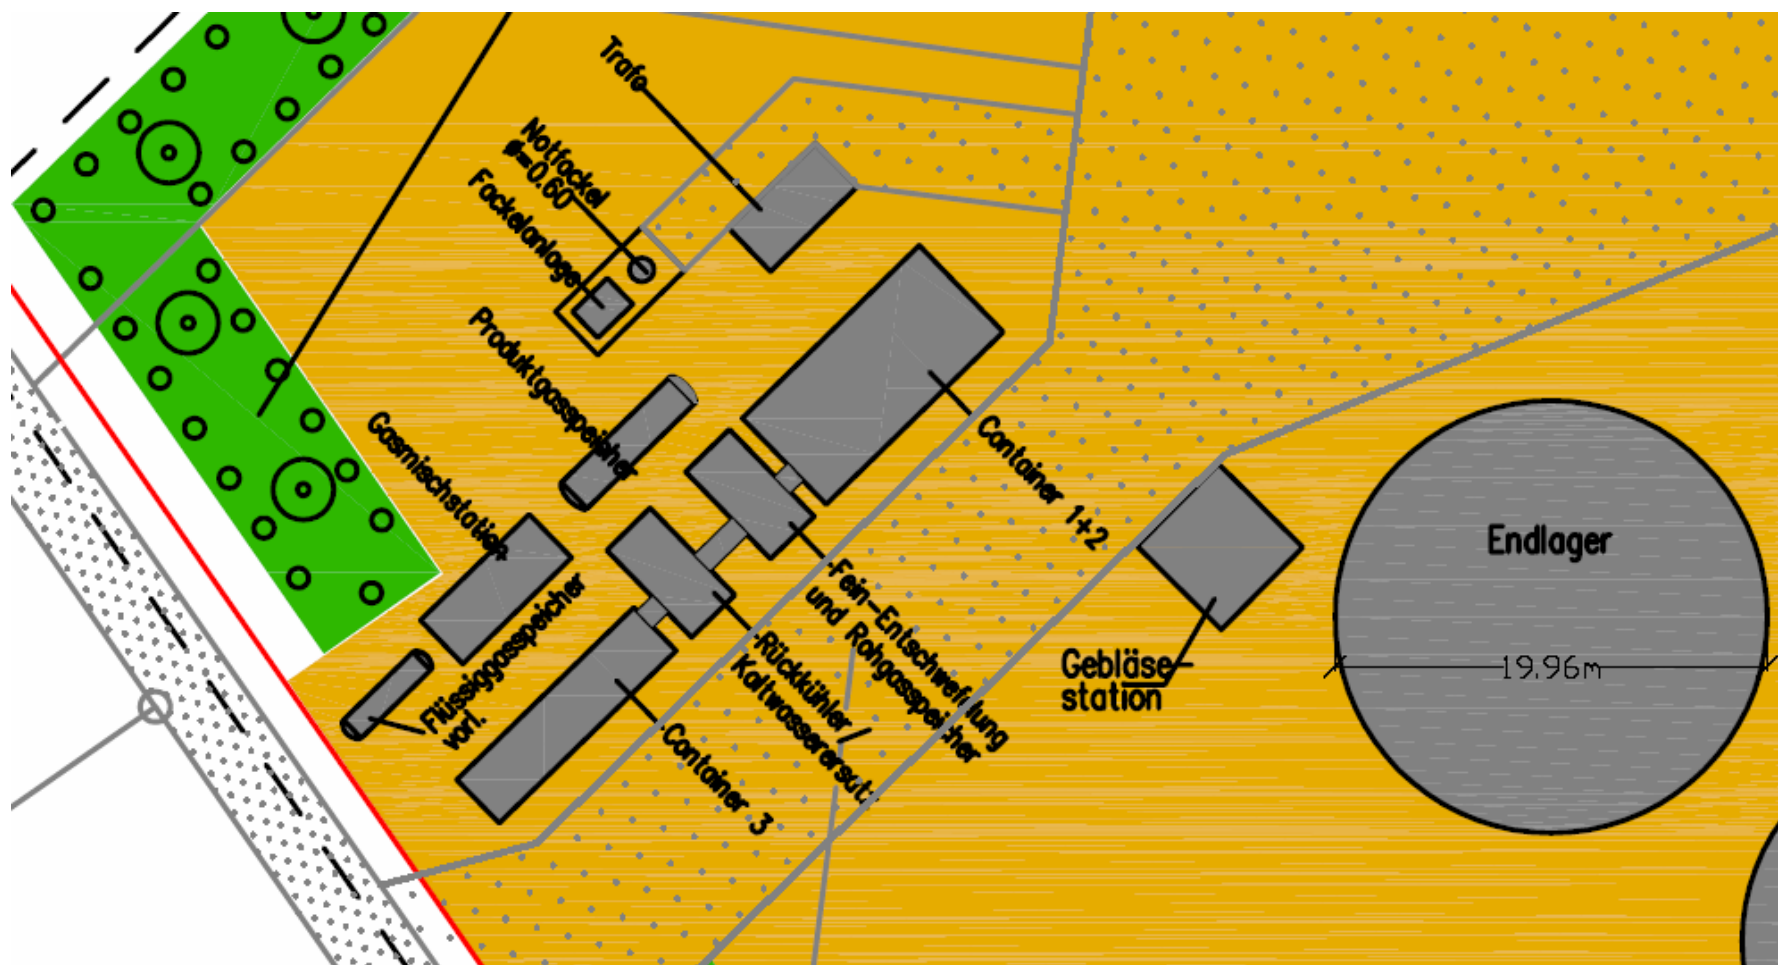 Trafo
Notfackel
ø=0.60
Fackelanlage
Produktgasspeicher
Gasmischstation
Flüssiggasspeicher
vorl.
Container 1+2
Fein-Entschwefelung
und Rohgasspeicher
Rückkühler/
Kaltwasserersatz
Container 3
Gebläse-
station
Endlager
19.96m